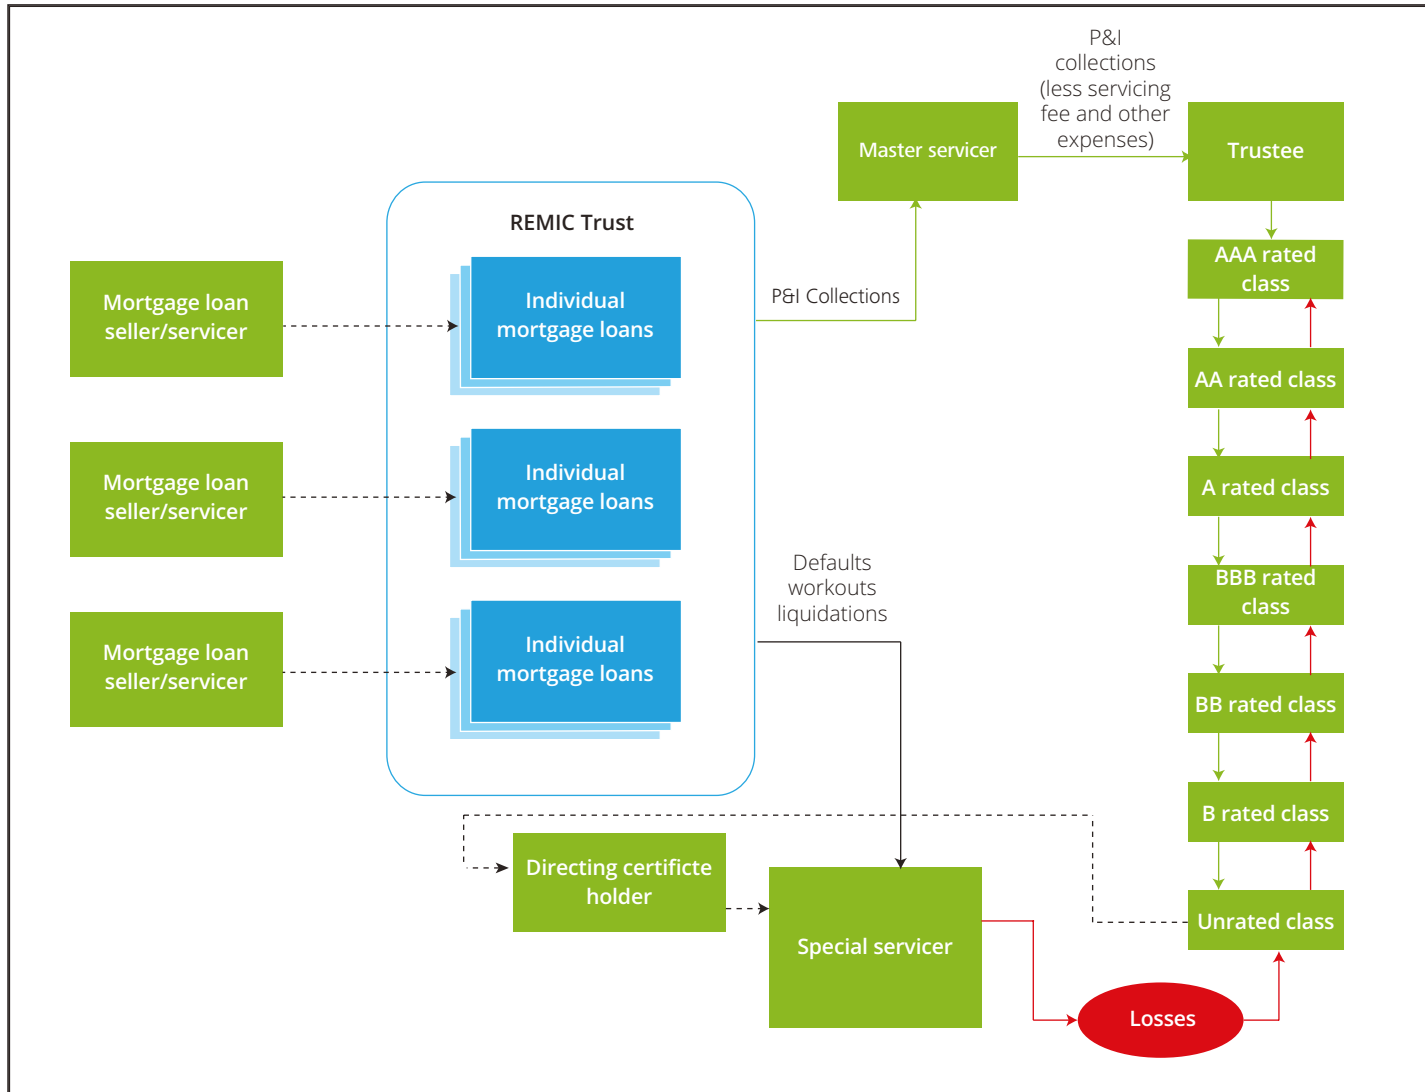 P&I
collections
(less servicing
fee and other
expenses)
Master servicer
Trustee
REMIC Trust
AAA rated
class
Mortgage loan
seller/servicer
Individual
mortgage loans
P&I Collections
AA rated class
Mortgage loan
seller/servicer
Individual
mortgage loans
A rated class
Defaults
workouts
liquidations
BBB rated
class
Mortgage loan
seller/servicer
Individual
mortgage loans
BB rated class
B rated class
Directing certificte
holder
Special servicer
Unrated class
Losses